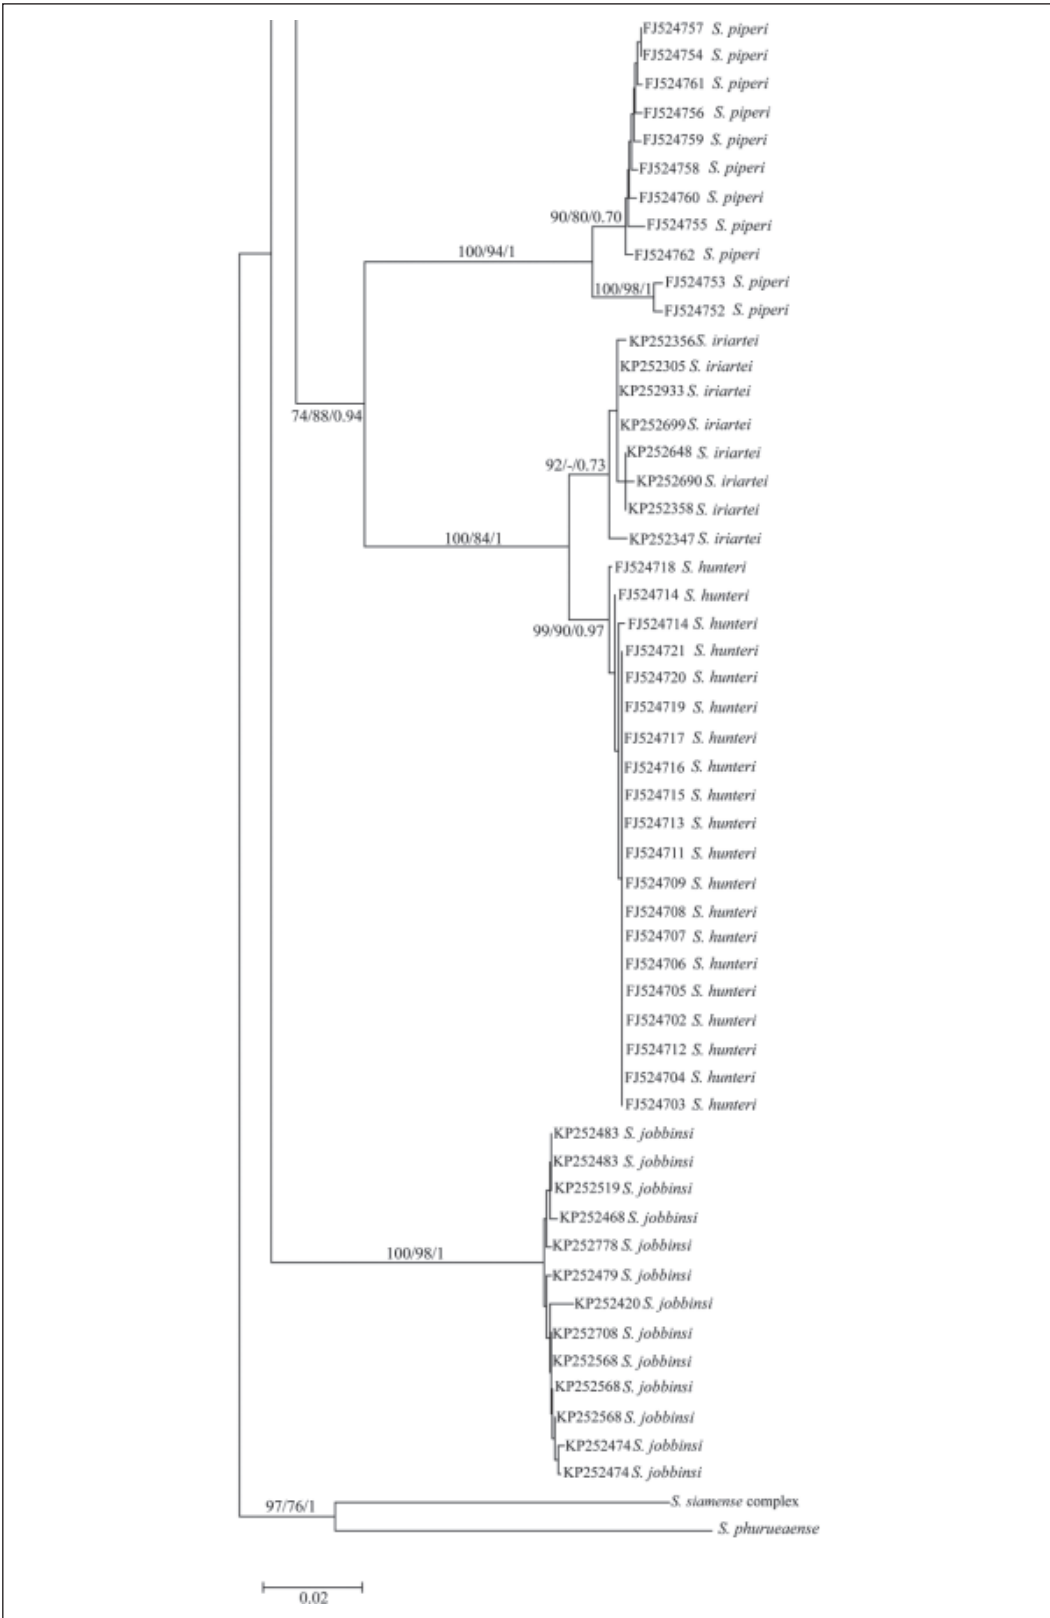 FJ524757 S. piperi
FJ524754 S. piperi
FJ524761 S. piperi
FJ524756 S. piperi
FJ524759 S. piperi
FJ524758 S. piperi
FJ524760 S. piperi
90/80/0.70
FJ524755 S. piperi
100/94/1
FJ524762 S. piperi
FJ524753 S. piperi
100/98/1
FJ524752 S. piperi
KP252356 S. iriartei
KP252305 S. iriartei
KP252933 S. iriartei
74/88/0.94
KP252699 S. iriartei
KP252648 S. iriartei
92/-/0.73
KP252690 S. iriartei
KP252358 S. iriartei
100/84/1
KP252347 S. iriartei
FJ524718 S. hunteri
FJ524714 S. hunteri
FJ524714 S. hunteri
99/90/0.97
FJ524721 S. hunteri
FJ524720 S. hunteri
FJ524719 S. hunteri
FJ524717 S. hunteri
FJ524716 S. hunteri
FJ524715 S. hunteri
FJ524713 S. hunteri
FJ524711 S. hunteri
FJ524709 S. hunteri
FJ524708 S. hunteri
FJ524707 S. hunteri
FJ524706 S. hunteri
FJ524705 S. hunteri
FJ524702 S. hunteri
FJ524712 S. hunteri
FJ524704 S. hunteri
FJ524703 S. hunteri
KP252483 S. jobbinsi
KP252483 S. jobbinsi
KP252519 S. jobbinsi
KP252468 S. jobbinsi
KP252778 S. jobbinsi
100/98/1
KP252479 S. jobbinsi
KP252420 S. jobbinsi
KP252708 S. jobbinsi
KP252568 S. jobbinsi
KP252568 S. jobbinsi
KP252568 S. jobbinsi
KP252474 S. jobbinsi
KP252474 S. jobbinsi
97/76/1
S. siamense complex
S. phurueaense
0.02